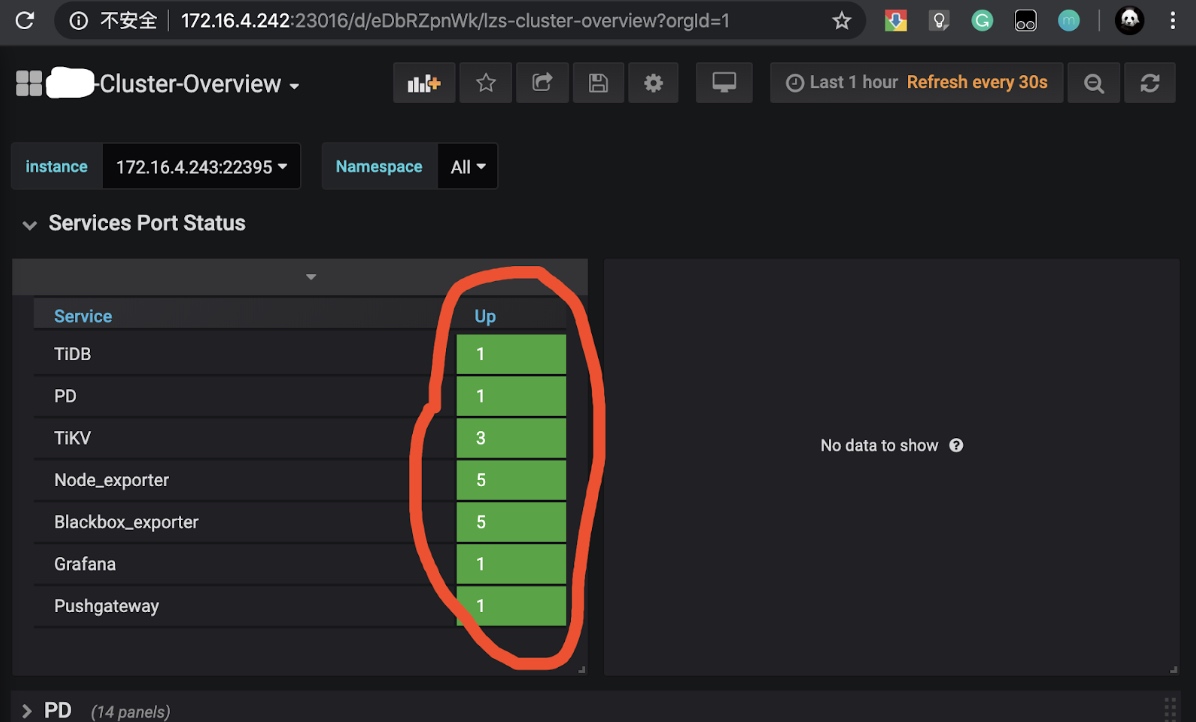 不安全 172.16.4.242:23016/d/eDbRZpnWk/lzs-cluster-overview?orgId=1
-Cluster-Overview
Last 1 hour Refresh every 30s
instance 172.16.4.243:22395 Namespace All
Services Port Status
Service Up
TiDB 1
PD 1
TiKV 3
Node_exporter 5
Blackbox_exporter 5
Grafana 1
Pushgateway 1
No data to show
PD (14 panels)